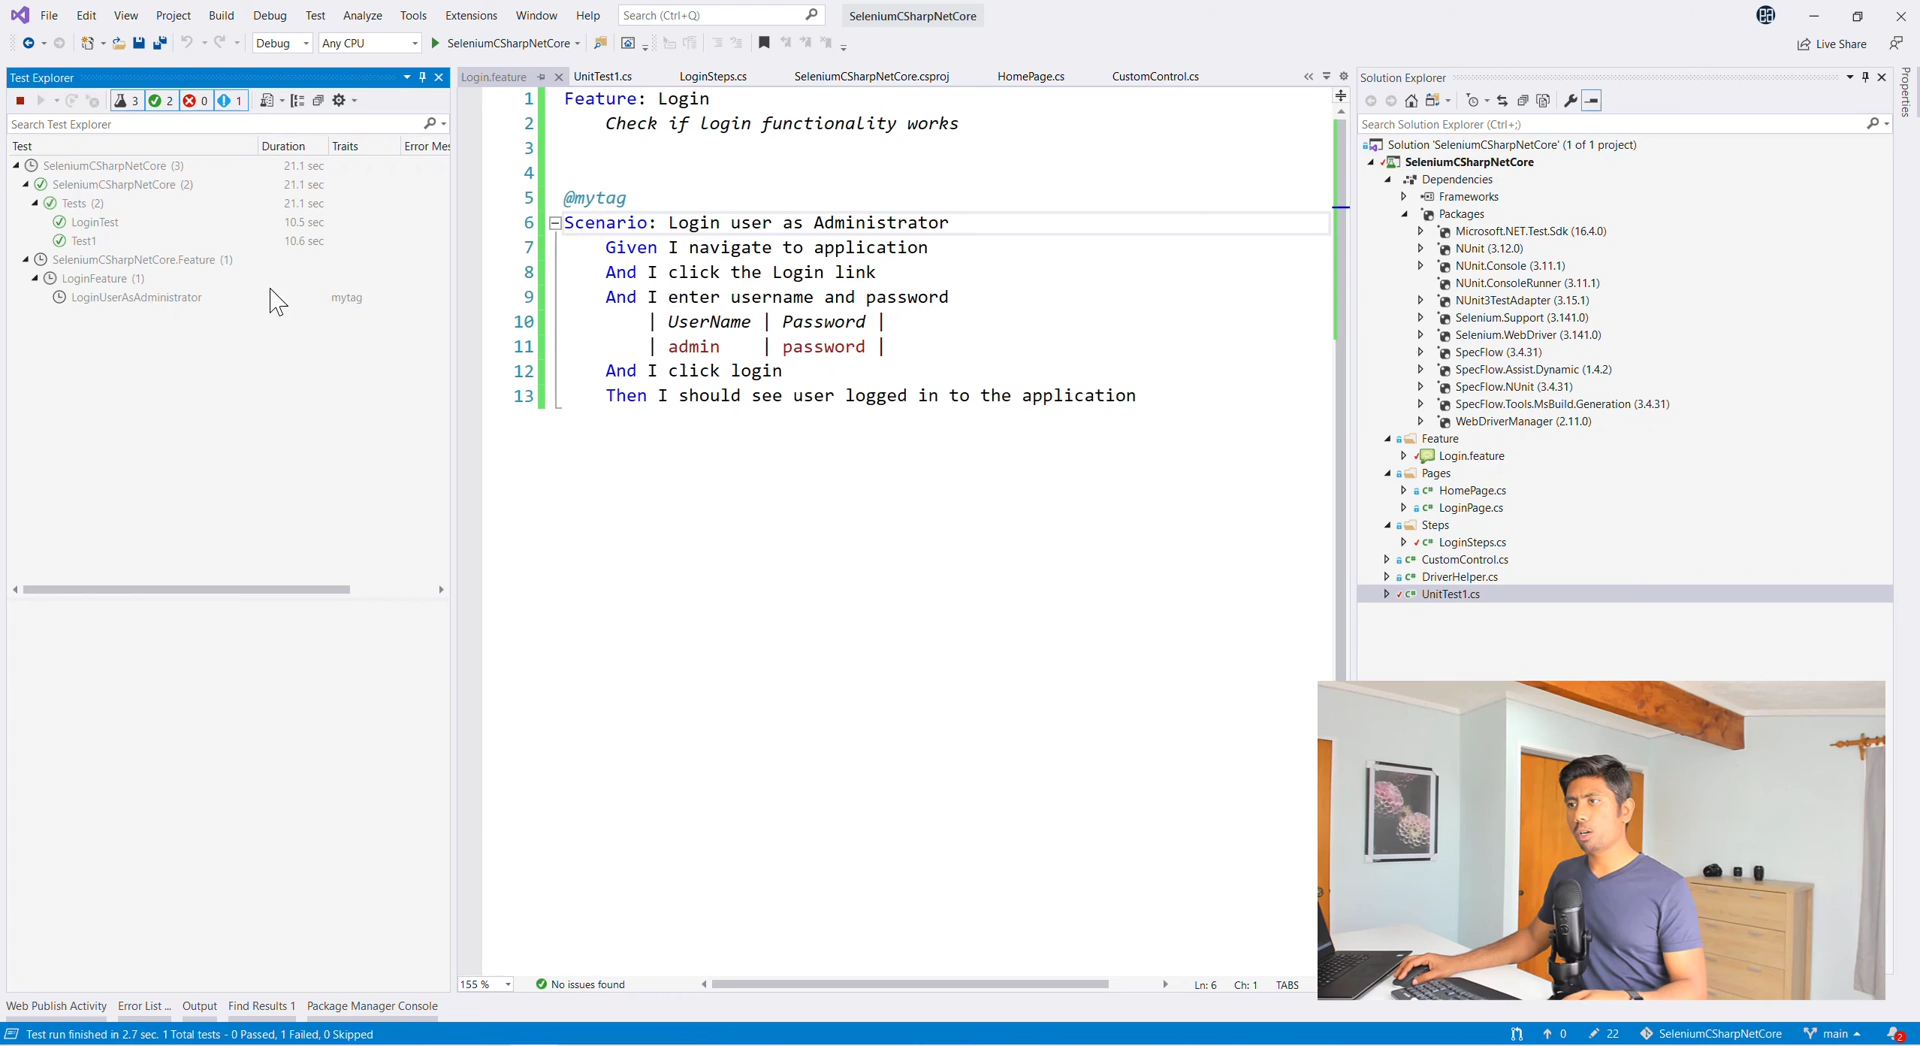 File Edit View Project Build Debug Test Analyze Tools Extensions Window Help Search (Ctrl+Q) SeleniumCSharpNetCore
Debug Any CPU SeleniumCSharpNetCore Live Share
Test Explorer
3 2 0 1
Search Test Explorer
Test Duration Traits Error Mes
SeleniumCSharpNetCore (3) 21.1 sec
SeleniumCSharpNetCore (2) 21.1 sec
Tests (2) 21.1 sec
LoginTest 10.5 sec
Test1 10.6 sec
SeleniumCSharpNetCore.Feature (1)
LoginFeature (1)
LoginUserAsAdministrator mytag
Login.feature UnitTest1.cs LoginSteps.cs SeleniumCSharpNetCore.csproj HomePage.cs CustomControl.cs
1 Feature: Login
2 Check if login functionality works
3
4
5 @mytag
6 Scenario: Login user as Administrator
7 Given I navigate to application
8 And I click the Login link
9 And I enter username and password
10 | UserName | Password |
11 | admin | password |
12 And I click login
13 Then I should see user logged in to the application
155 % No issues found Ln: 6 Ch: 1 TABS
Solution Explorer
Search Solution Explorer (Ctrl+;)
Solution 'SeleniumCSharpNetCore' (1 of 1 project)
SeleniumCSharpNetCore
Dependencies
Frameworks
Packages
Microsoft.NET.Test.Sdk (16.4.0)
NUnit (3.12.0)
NUnit.Console (3.11.1)
NUnit.ConsoleRunner (3.11.1)
NUnit3TestAdapter (3.15.1)
Selenium.Support (3.141.0)
Selenium.WebDriver (3.141.0)
SpecFlow (3.4.31)
SpecFlow.Assist.Dynamic (1.4.2)
SpecFlow.NUnit (3.4.31)
SpecFlow.Tools.MsBuild.Generation (3.4.31)
WebDriverManager (2.11.0)
Feature
Login.feature
Pages
HomePage.cs
LoginPage.cs
Steps
LoginSteps.cs
CustomControl.cs
DriverHelper.cs
UnitTest1.cs
Properties
Web Publish Activity Error List ... Output Find Results 1 Package Manager Console
Test run finished in 2.7 sec. 1 Total tests - 0 Passed, 1 Failed, 0 Skipped 0 22 SeleniumCSharpNetCore main 2